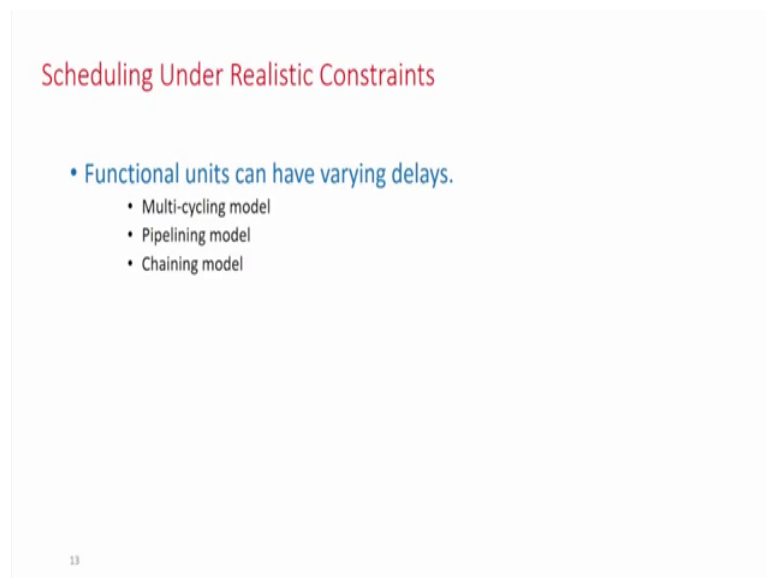 Scheduling Under Realistic Constraints
• Functional units can have varying delays.
• Multi-cycling model
• Pipelining model
• Chaining model
13